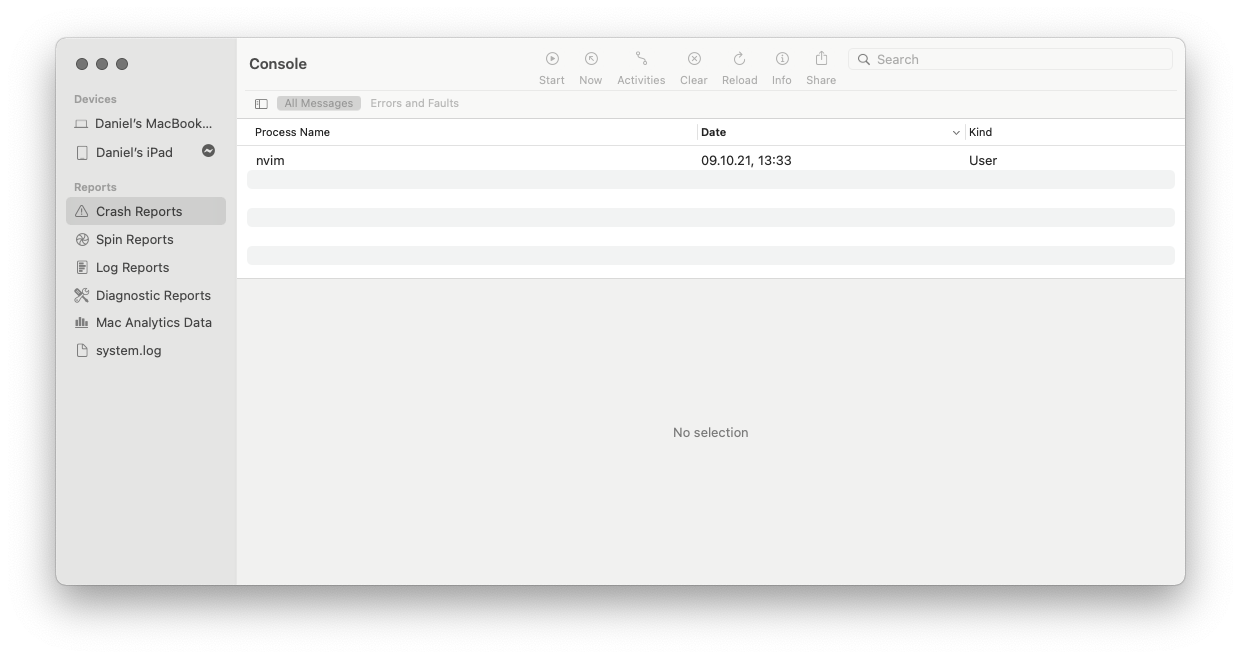 Console
Start
Now
Activities
Clear
Reload
Info
Share
Search
Devices
Daniel's MacBook...
Daniel's iPad
Reports
Crash Reports
Spin Reports
Log Reports
Diagnostic Reports
Mac Analytics Data
system.log
All Messages Errors and Faults
Process Name Date Kind
nvim 09.10.21, 13:33 User
No selection